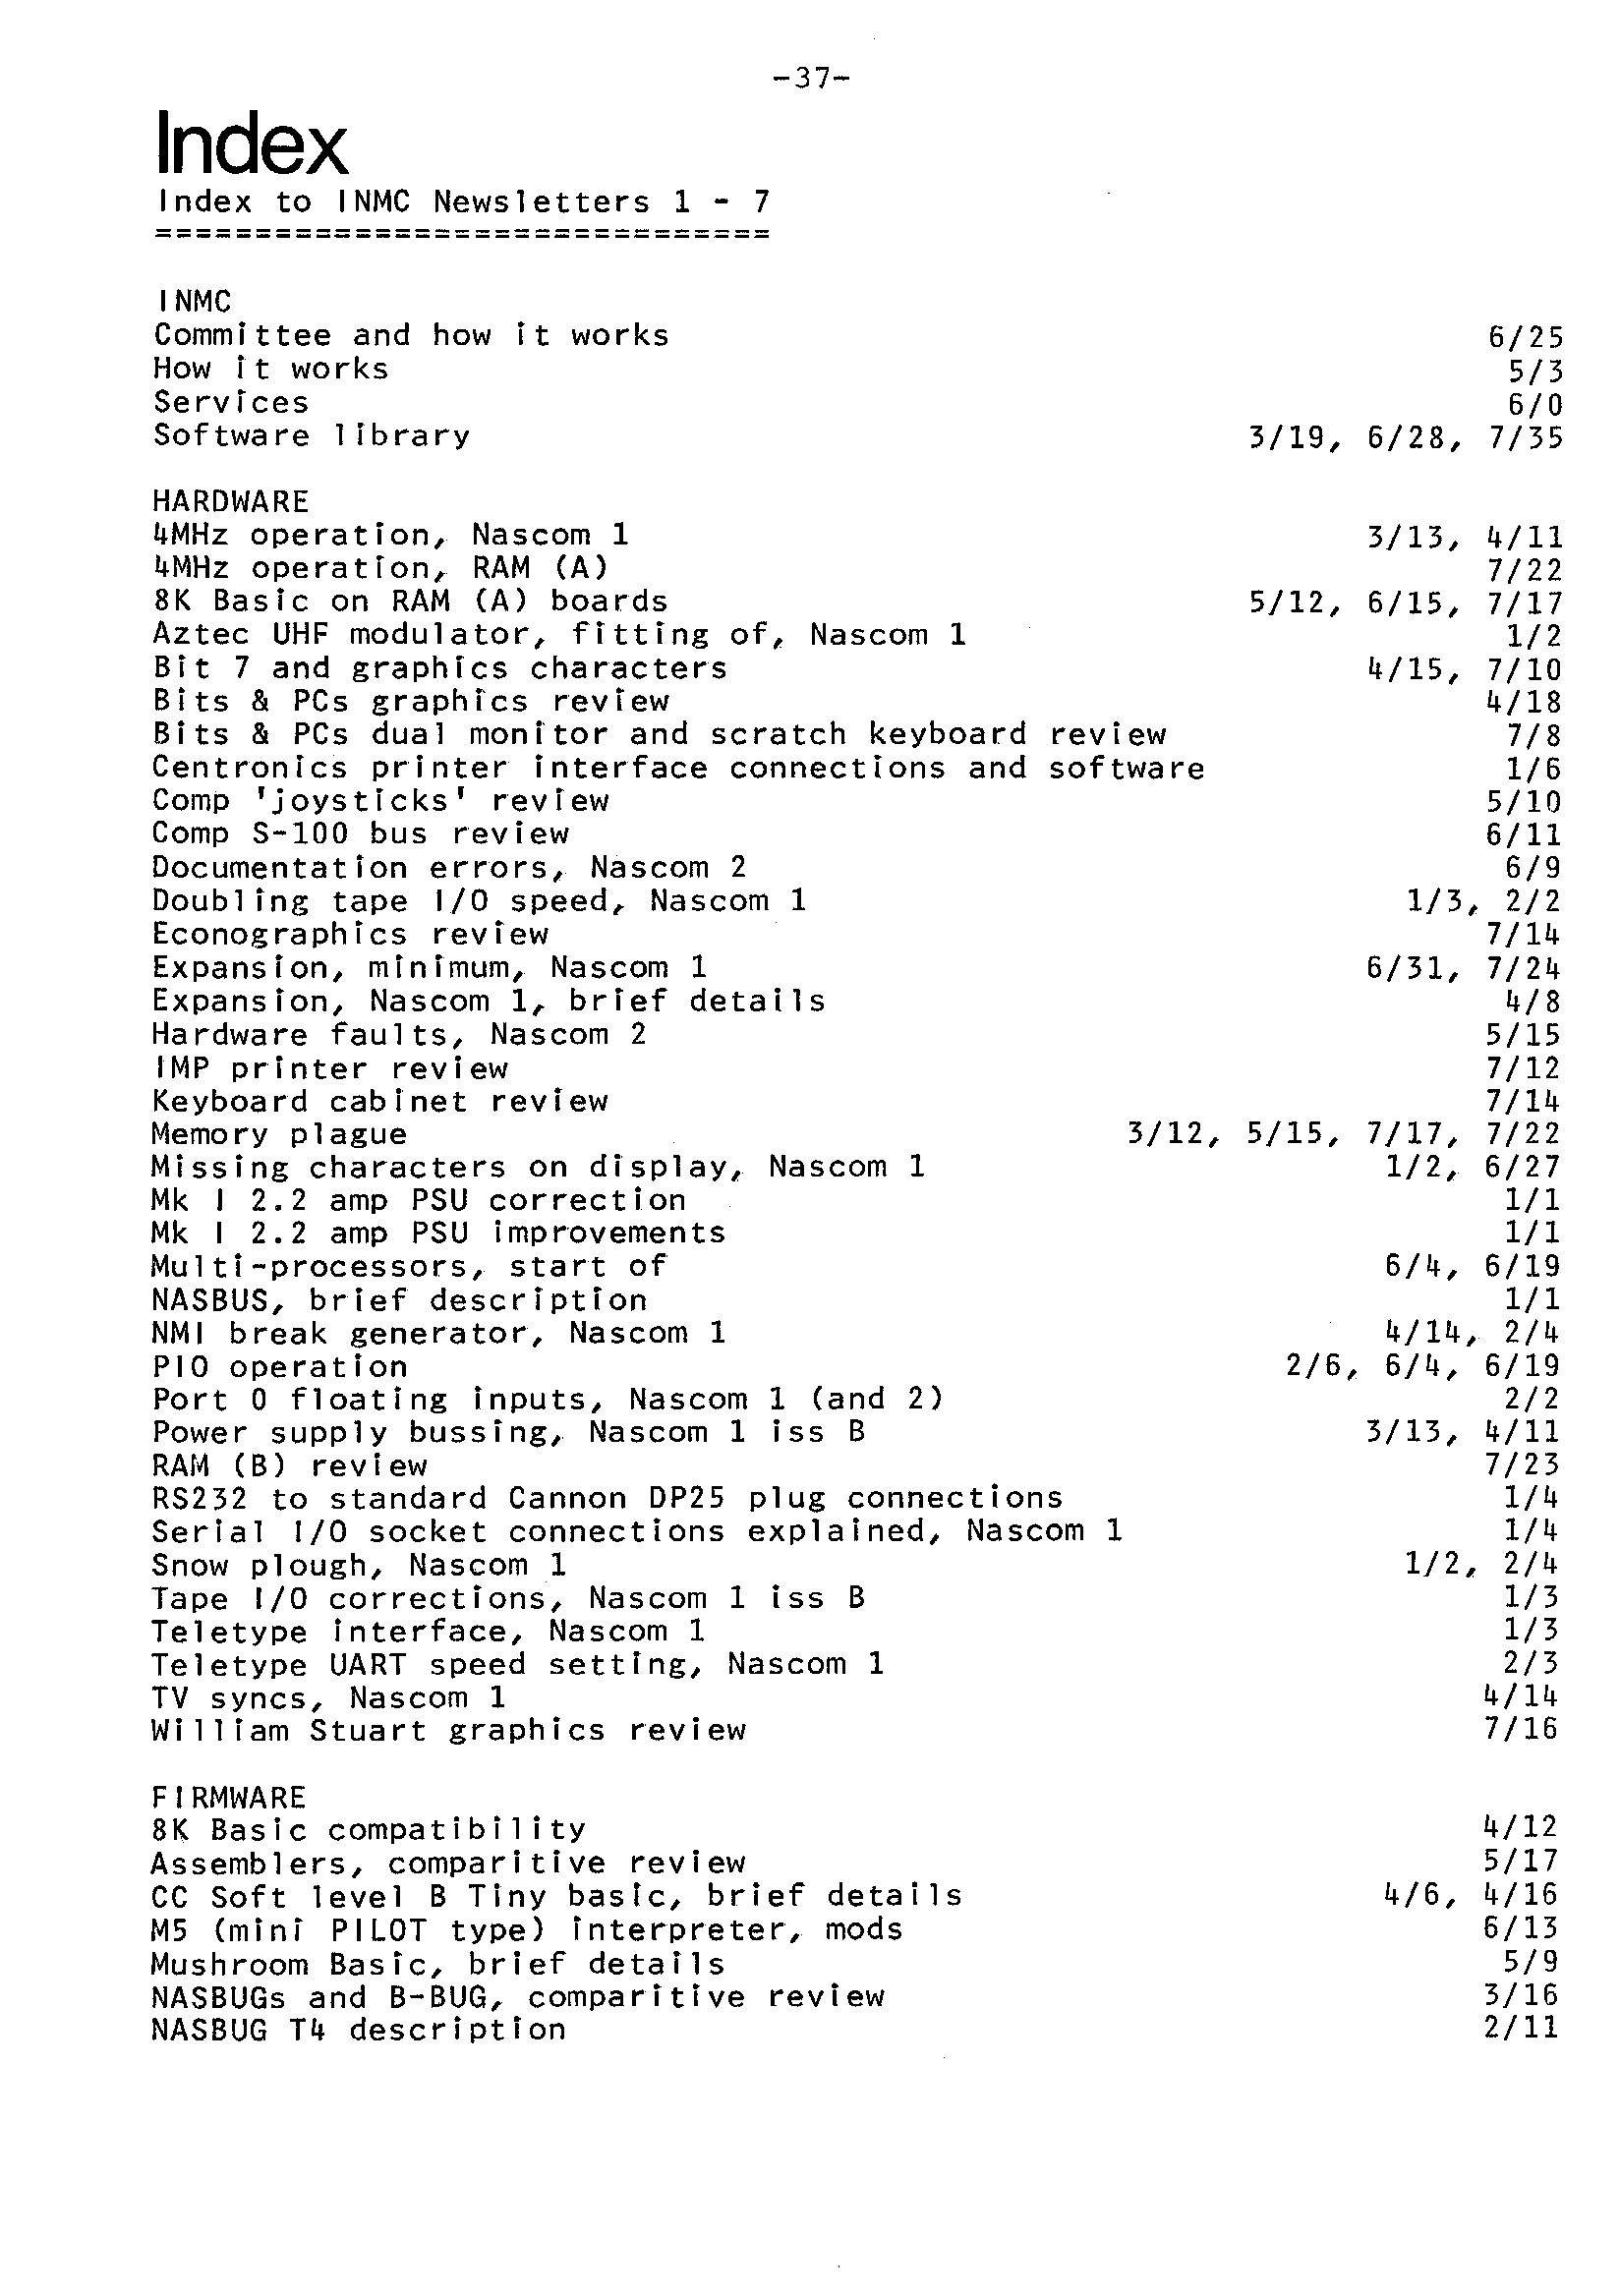 -37-
Index
Index to INMC Newsletters 1 - 7
===============================
INMC
Committee and how it works 6/25
How it works 5/3
Services 6/0
Software library 3/19, 6/28, 7/35
HARDWARE
4MHz operation, Nascom 1 3/13, 4/11
4MHz operation, RAM (A) 7/22
8K Basic on RAM (A) boards 5/12, 6/15, 7/17
Aztec UHF modulator, fitting of, Nascom 1 1/2
Bit 7 and graphics characters 4/15, 7/10
Bits & PCs graphics review 4/18
Bits & PCs dual monitor and scratch keyboard review 7/8
Centronics printer interface connections and software 1/6
Comp 'joysticks' review 5/10
Comp S-100 bus review 6/11
Documentation errors, Nascom 2 6/9
Doubling tape I/O speed, Nascom 1 1/3, 2/2
Econographics review 7/14
Expansion, minimum, Nascom 1 6/31, 7/24
Expansion, Nascom 1, brief details 4/8
Hardware faults, Nascom 2 5/15
IMP printer review 7/12
Keyboard cabinet review 7/14
Memory plague 3/12, 5/15, 7/17, 7/22
Missing characters on display, Nascom 1 1/2, 6/27
Mk I 2.2 amp PSU correction 1/1
Mk I 2.2 amp PSU improvements 1/1
Multi-processors, start of 6/4, 6/19
NASBUS, brief description 1/1
NMI break generator, Nascom 1 4/14, 2/4
PIO operation 2/6, 6/4, 6/19
Port 0 floating inputs, Nascom 1 (and 2) 2/2
Power supply bussing, Nascom 1 iss B 3/13, 4/11
RAM (B) review 7/23
RS232 to standard Cannon DP25 plug connections 1/4
Serial I/O socket connections explained, Nascom 1 1/4
Snow plough, Nascom 1 1/2, 2/4
Tape I/O corrections, Nascom 1 iss B 1/3
Teletype interface, Nascom 1 1/3
Teletype UART speed setting, Nascom 1 2/3
TV syncs, Nascom 1 4/14
William Stuart graphics review 7/16
FIRMWARE
8K Basic compatibility 4/12
Assemblers, comparitive review 5/17
CC Soft level B Tiny basic, brief details 4/6, 4/16
M5 (mini PILOT type) interpreter, mods 6/13
Mushroom Basic, brief details 5/9
NASBUGs and B-BUG, comparitive review 3/16
NASBUG T4 description 2/11